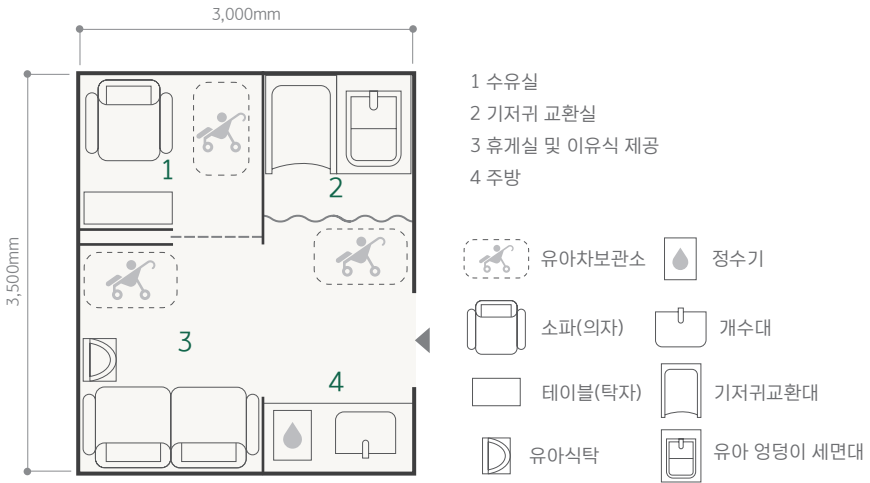 3,000mm
3,500mm
1
2
3
4
1 수유실
2 기저귀 교환실
3 휴게실 및 이유식 제공
4 주방
유아차보관소
정수기
소파(의자)
개수대
테이블(탁자)
기저귀교환대
유아식탁
유아 엉덩이 세면대